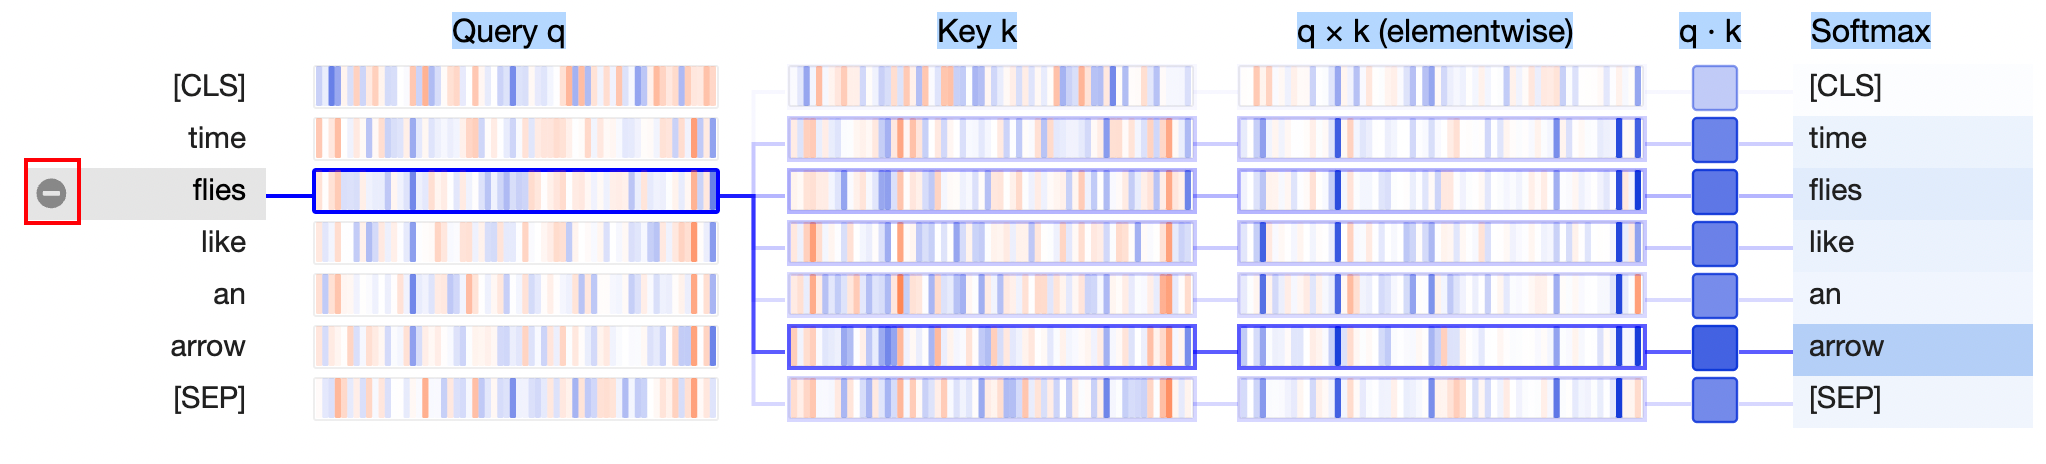 Query q Key k q × k (elementwise) q · k Softmax
[CLS] [CLS]
time time
flies flies
like like
an an
arrow arrow
[SEP] [SEP]